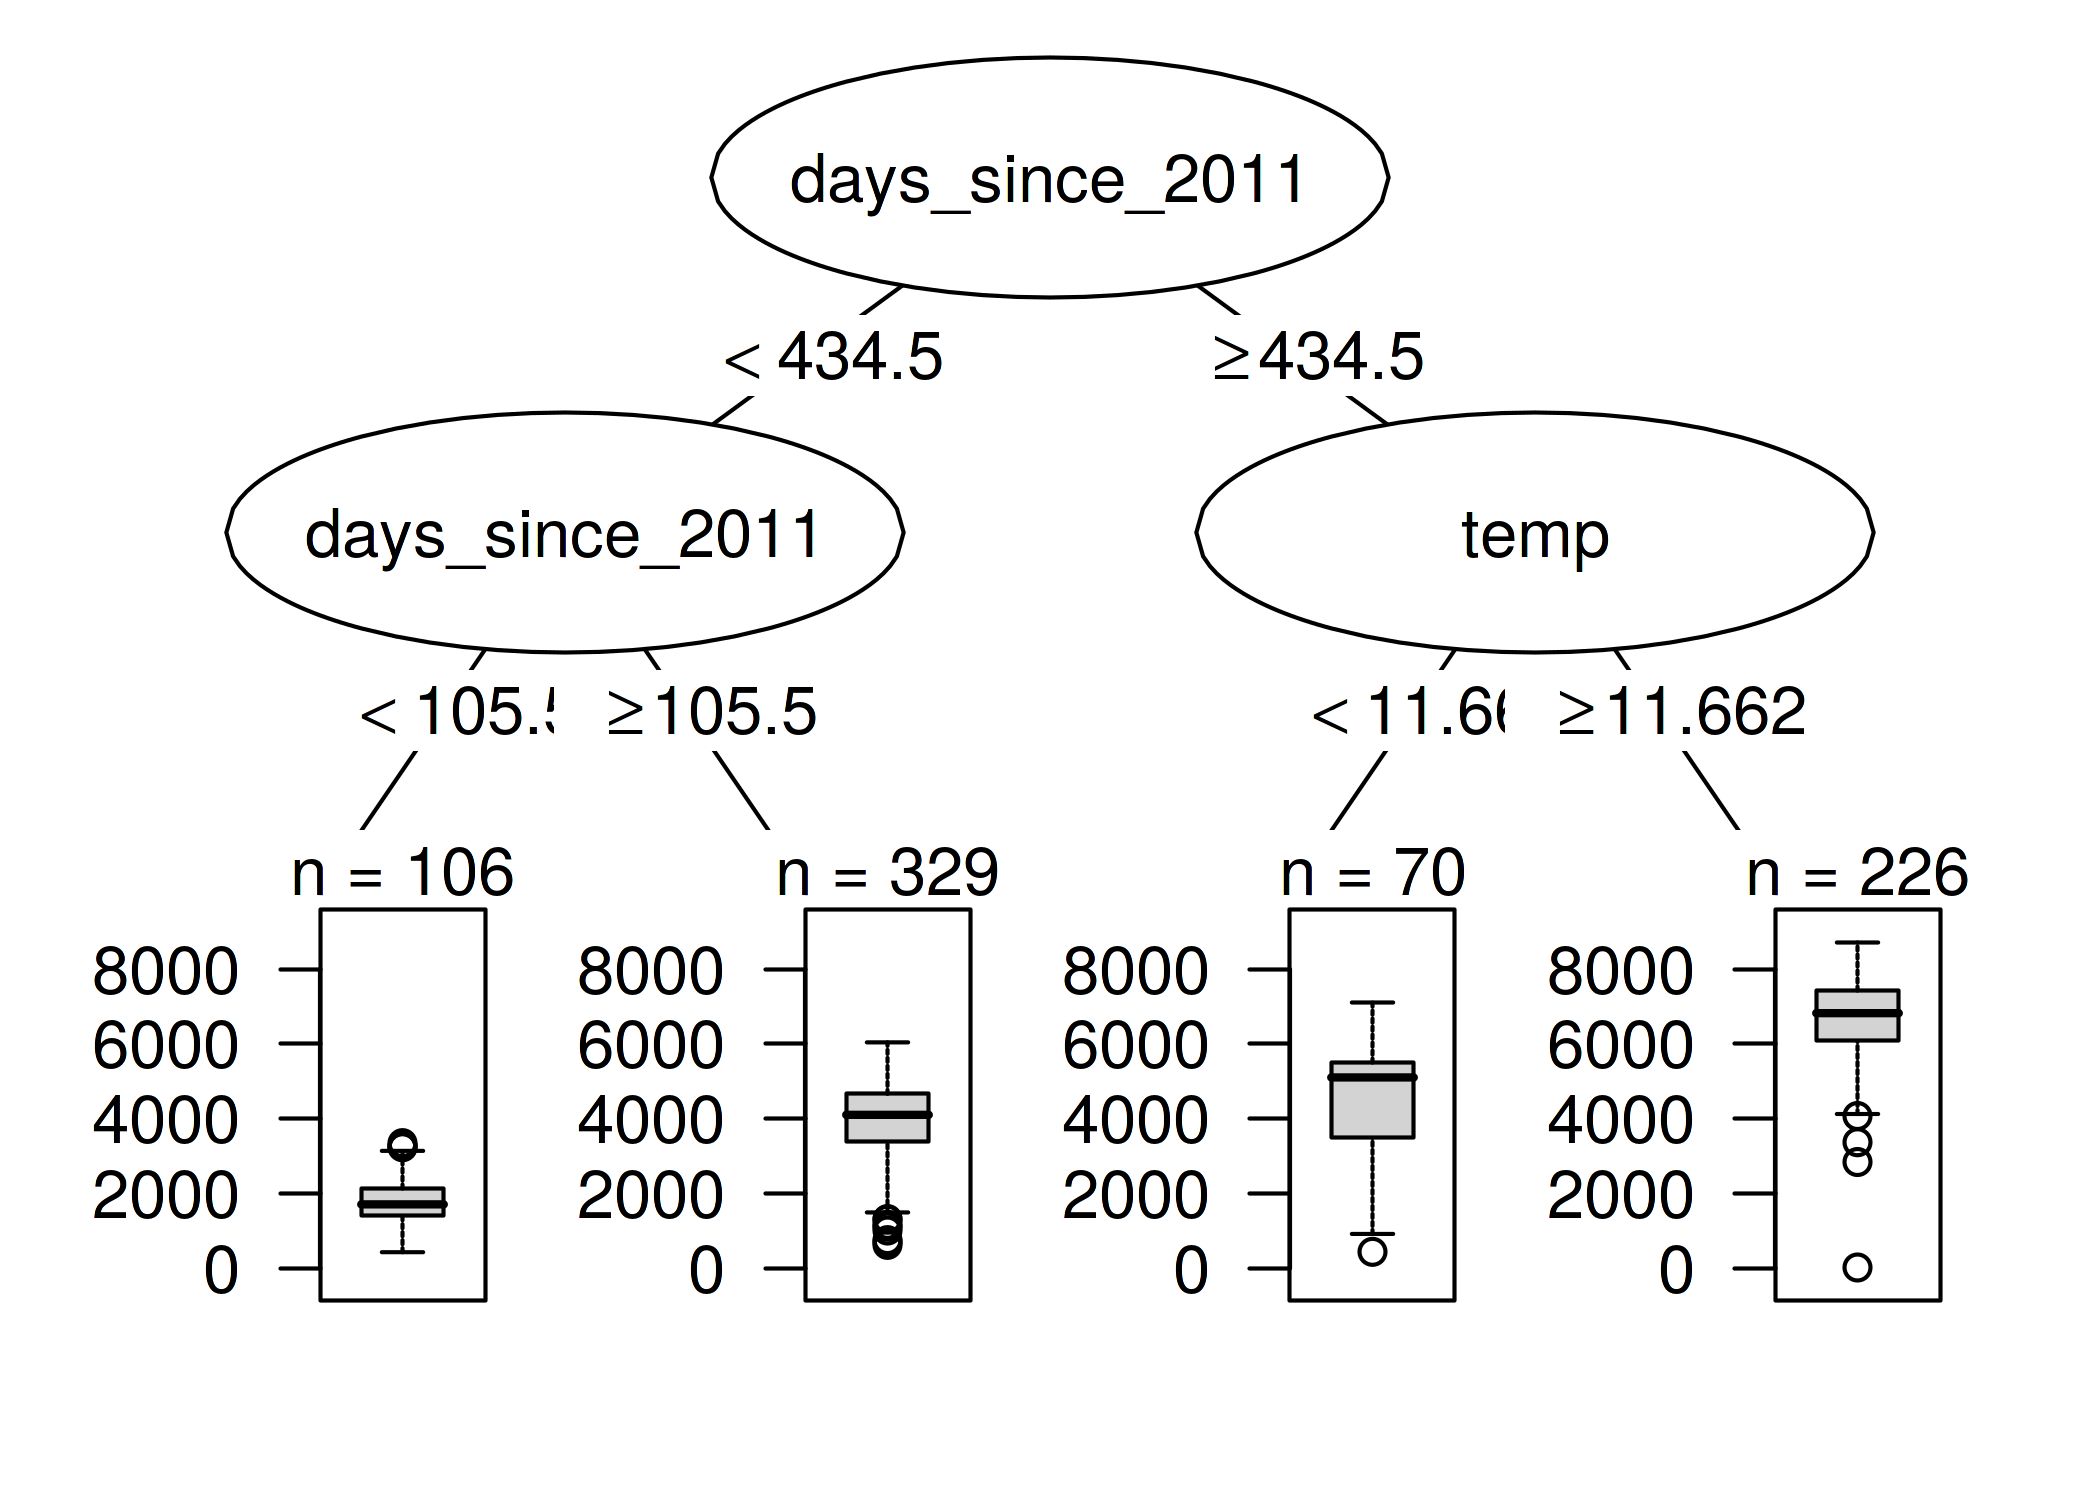 days_since_2011
< 434.5 ≥434.5
days_since_2011 temp
≥105.5 ≥11.662
n = 106 n = 329 n = 70 n = 226
8000 8000 8000 8000
6000 6000 6000 6000
4000 4000 4000 4000
2000 2000 2000 2000
0 0 0 0